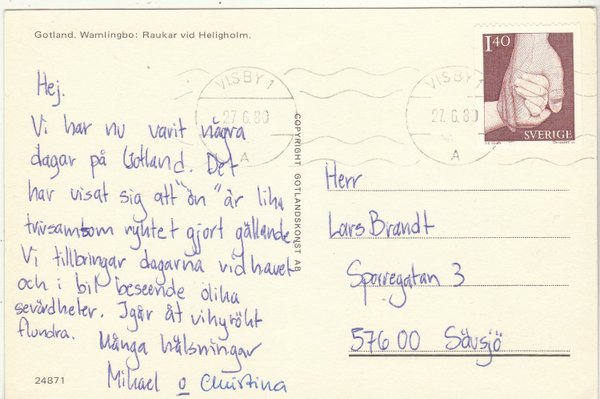 Gotland. Wamlingbo: Raukar vid Heligholm.
Hej.
Vi har nu varit några
dagar på Gotland. Det
har visat sig att "ön" är lika
trivsam som ryktet gjort gällande
Vi tillbringar dagarna vid havet
och i bil beseende olika
sevärdheter. Igår åt vi hyrökt
flundra.
Många hälsningar
Mikael o Christina
24871
COPYRIGHT GOTLANDSKONST AB
VISBY 1
27.6.80
A
VISBY 1
27.6.80
A
1.40
SVERIGE
Herr
Lars Brandt
Sporregatan 3
576 00 Sävsjö